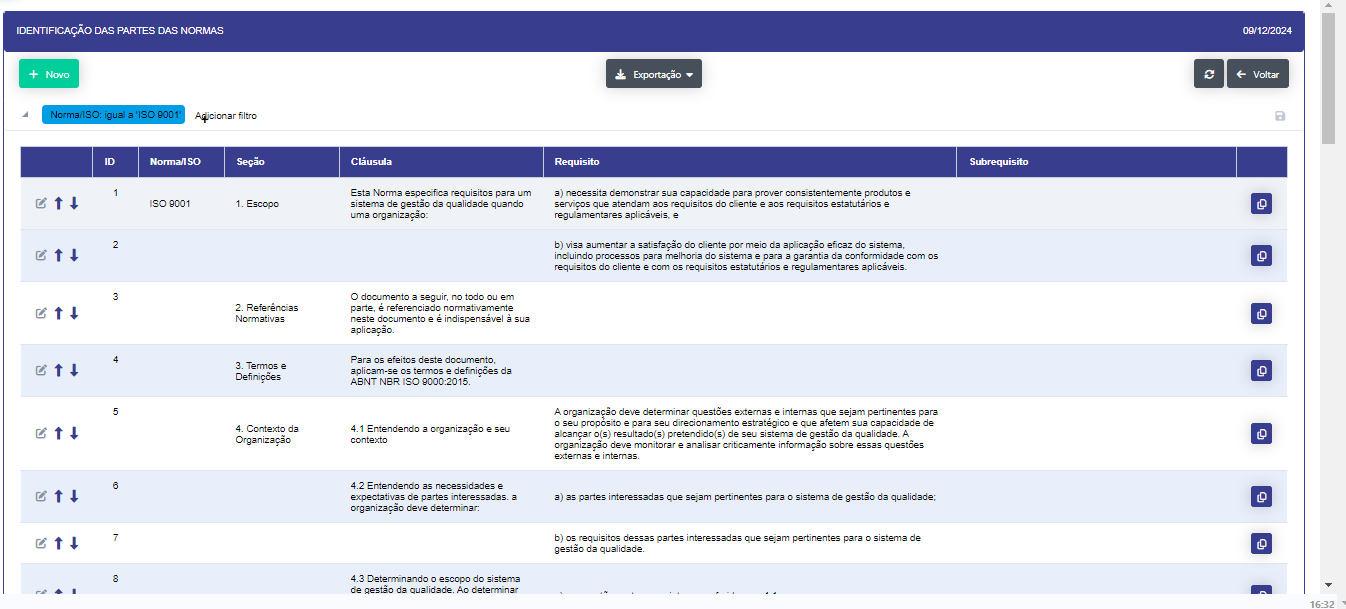 IDENTIFICAÇÃO DAS PARTES DAS NORMAS
09/12/2024
Novo
Exportação
Voltar
Norma/ISO: igual a 'ISO 9001'
Adicionar filtro
ID
Norma/ISO
Seção
Cláusula
Requisito
Subrequisito
1
ISO 9001
1. Escopo
Esta Norma especifica requisitos para um
sistema de gestão da qualidade quando
uma organização:
a) necessita demonstrar sua capacidade para prover consistentemente produtos e
serviços que atendam aos requisitos do cliente e aos requisitos estatutários e
regulamentares aplicáveis, e
2
b) visa aumentar a satisfação do cliente por meio da aplicação eficaz do sistema,
incluindo processos para melhoria do sistema e para a garantia da conformidade com os
requisitos do cliente e com os requisitos estatutários e regulamentares aplicáveis.
3
2. Referências
Normativas
O documento a seguir, no todo ou em
parte, é referenciado normativamente
neste documento e é indispensável à sua
aplicação.
4
3. Termos e
Definições
Para os efeitos deste documento,
aplicam-se os termos e definições da
ABNT NBR ISO 9000:2015.
5
4. Contexto da
Organização
4.1 Entendendo a organização e seu
contexto
A organização deve determinar questões externas e internas que sejam pertinentes para
o seu propósito e para seu direcionamento estratégico e que afetem sua capacidade de
alcançar o(s) resultado(s) pretendido(s) de seu sistema de gestão da qualidade. A
organização deve monitorar e analisar criticamente informação sobre essas questões
externas e internas.
6
4.2 Entendendo as necessidades e
expectativas de partes interessadas. a
organização deve determinar:
a) as partes interessadas que sejam pertinentes para o sistema de gestão da qualidade;
7
b) os requisitos dessas partes interessadas que sejam pertinentes para o sistema de
gestão da qualidade.
8
4.3 Determinando o escopo do sistema
de gestão da qualidade. Ao determinar
16:32